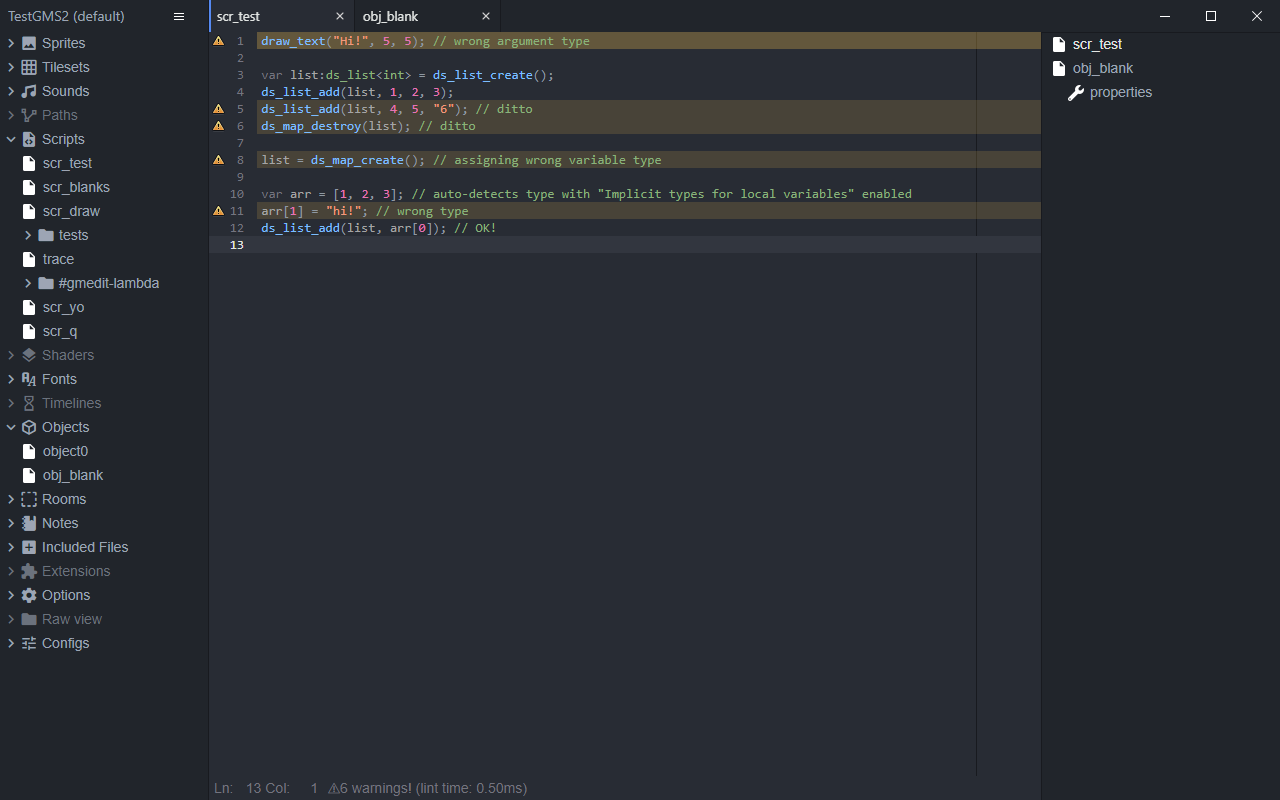 TestGMS2 (default)
Sprites
Tilesets
Sounds
Paths
Scripts
scr_test
scr_blanks
scr_draw
tests
trace
#gmedit-lambda
scr_yo
scr_q
Shaders
Fonts
Timelines
Objects
object0
obj_blank
Rooms
Notes
Included Files
Extensions
Options
Raw view
Configs
scr_test
obj_blank
1 draw_text("Hi!", 5, 5); // wrong argument type
2
3 var list:ds_list<int> = ds_list_create();
4 ds_list_add(list, 1, 2, 3);
5 ds_list_add(list, 4, 5, "6"); // ditto
6 ds_map_destroy(list); // ditto
7
8 list = ds_map_create(); // assigning wrong variable type
9
10 var arr = [1, 2, 3]; // auto-detects type with "Implicit types for local variables" enabled
11 arr[1] = "hi!"; // wrong type
12 ds_list_add(list, arr[0]); // OK!
13
Ln: 13 Col: 1 ⚠6 warnings! (lint time: 0.50ms)
scr_test
obj_blank
properties